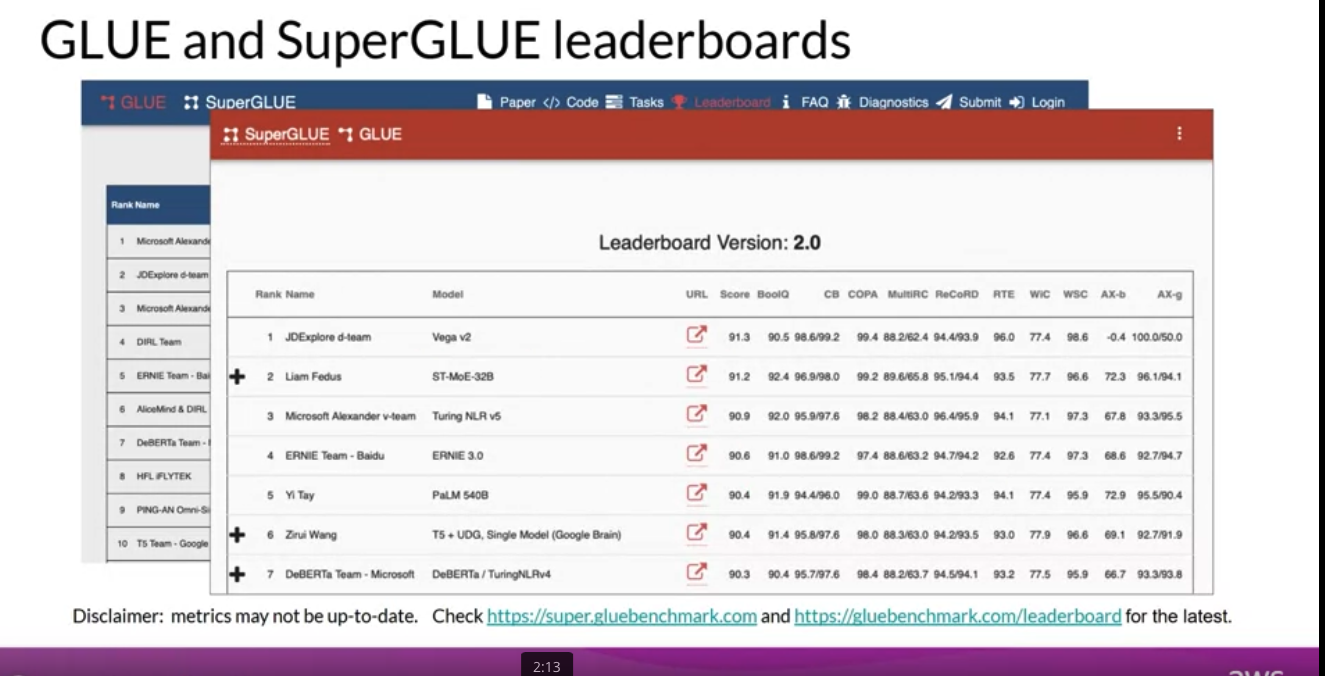 GLUE and SuperGLUE leaderboards
GLUE SuperGLUE Paper </> Code Tasks Leaderboard FAQ Diagnostics Submit Login
SuperGLUE GLUE
Rank Name
1 Microsoft Alexande
2 JDExplore d-team
3 Microsoft Alexande
4 DIRL Team
5 ERNIE Team - Bai
6 AliceMind & DIRL
7 DeBERTa Team -
8 HFL iFLYTEK
9 PING-AN Omni-Si
10 T5 Team - Google
Leaderboard Version: 2.0
Rank Name Model URL Score BoolQ CB COPA MultiRC ReCoRD RTE WiC WSC AX-b AX-g
1 JDExplore d-team Vega v2 91.3 90.5 98.6/99.2 99.4 88.2/62.4 94.4/93.9 96.0 77.4 98.6 -0.4 100.0/50.0
2 Liam Fedus ST-MoE-32B 91.2 92.4 96.9/98.0 99.2 89.6/65.8 95.1/94.4 93.5 77.7 96.6 72.3 96.1/94.1
3 Microsoft Alexander v-team Turing NLR v5 90.9 92.0 95.9/97.6 98.2 88.4/63.0 96.4/95.9 94.1 77.1 97.3 67.8 93.3/95.5
4 ERNIE Team - Baidu ERNIE 3.0 90.6 91.0 98.6/99.2 97.4 88.6/63.2 94.7/94.2 92.6 77.4 97.3 68.6 92.7/94.7
5 Yi Tay PaLM 540B 90.4 91.9 94.4/96.0 99.0 88.7/63.6 94.2/93.3 94.1 77.4 95.9 72.9 95.5/90.4
6 Zirui Wang T5 + UDG, Single Model (Google Brain) 90.4 91.4 95.8/97.6 98.0 88.3/63.0 94.2/93.5 93.0 77.9 96.6 69.1 92.7/91.9
7 DeBERTa Team - Microsoft DeBERTa / TuringNLRv4 90.3 90.4 95.7/97.6 98.4 88.2/63.7 94.5/94.1 93.2 77.5 95.9 66.7 93.3/93.8
Disclaimer: metrics may not be up-to-date. Check https://super.gluebenchmark.com and https://gluebenchmark.com/leaderboard for the latest.
2:13
aws